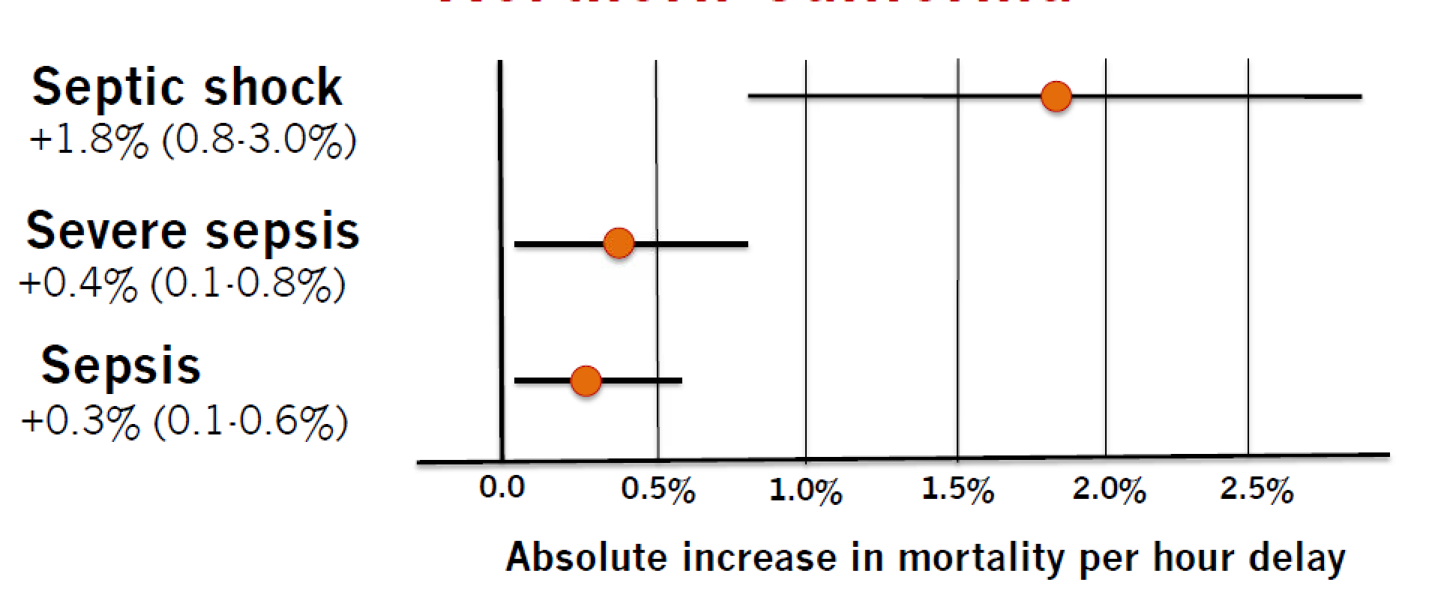 Septic shock
+1.8% (0.8-3.0%)
Severe sepsis
+0.4% (0.1-0.8%)
Sepsis
+0.3% (0.1-0.6%)
0.0 0.5% 1.0% 1.5% 2.0% 2.5%
Absolute increase in mortality per hour delay